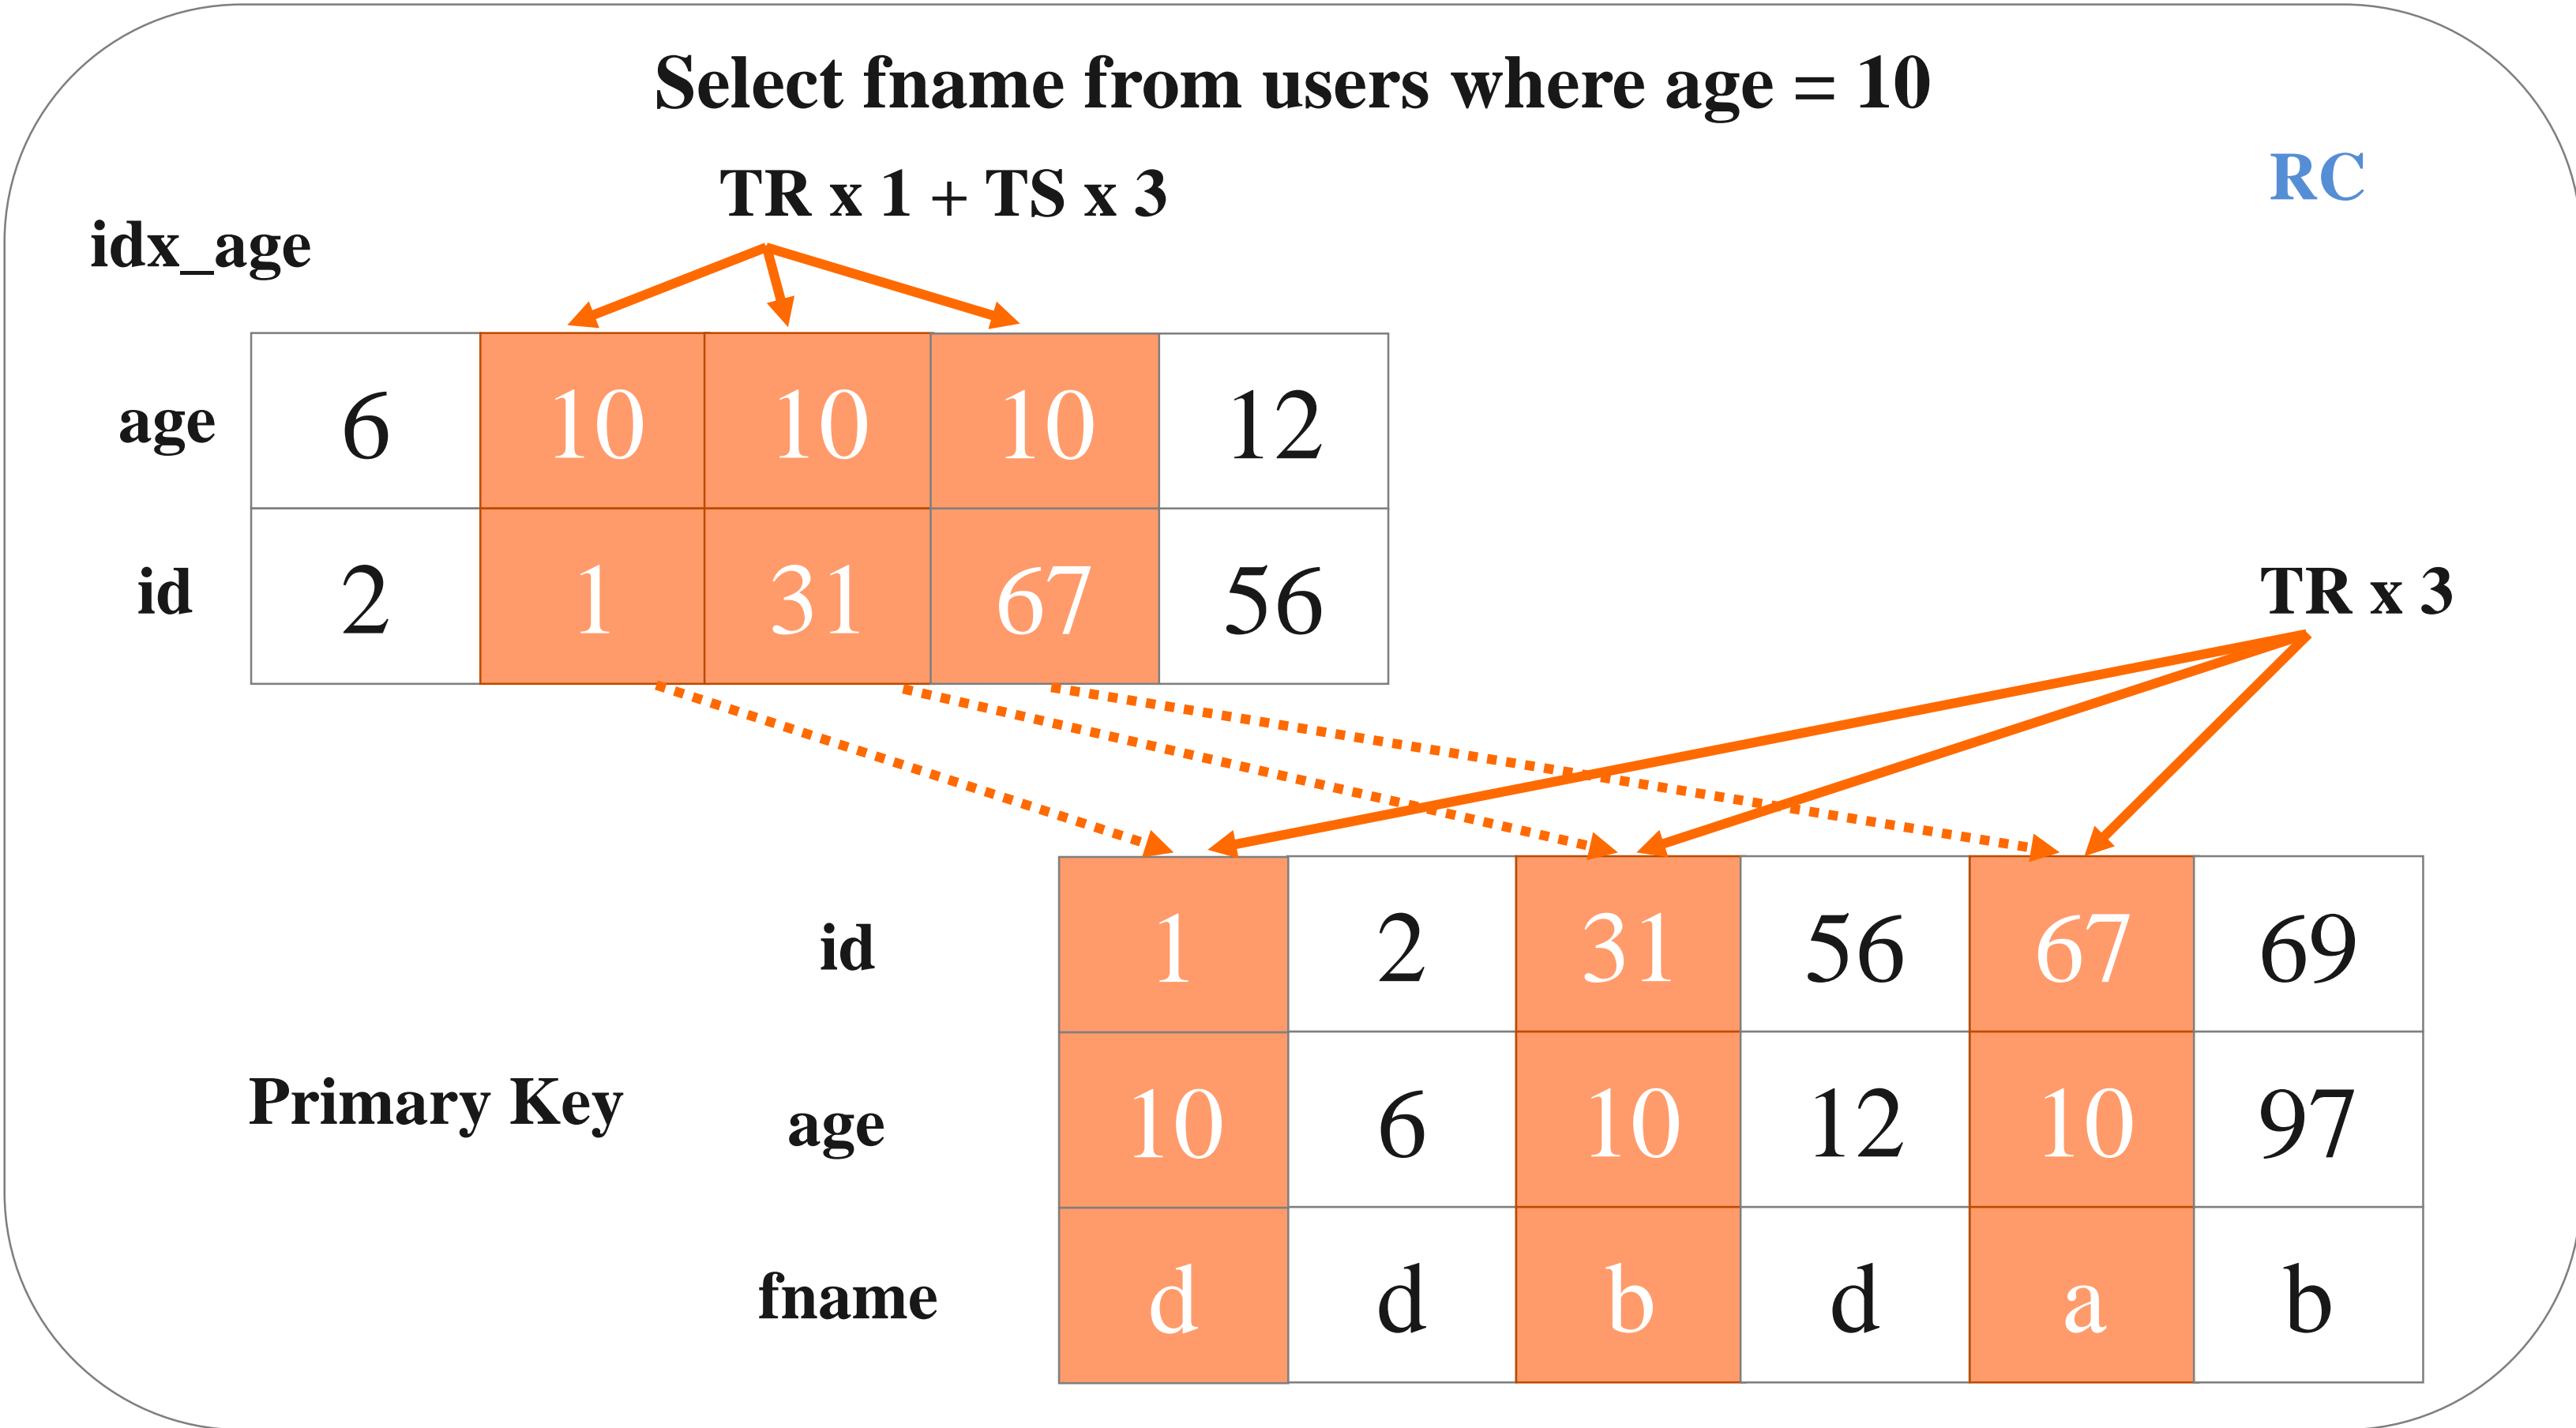 Select fname from users where age = 10
RC
TR x 1 + TS x 3
idx_age
age 6 10 10 10 12
id 2 1 31 67 56
TR x 3
id 1 2 31 56 67 69
Primary Key age 10 6 10 12 10 97
fname d d b d a b